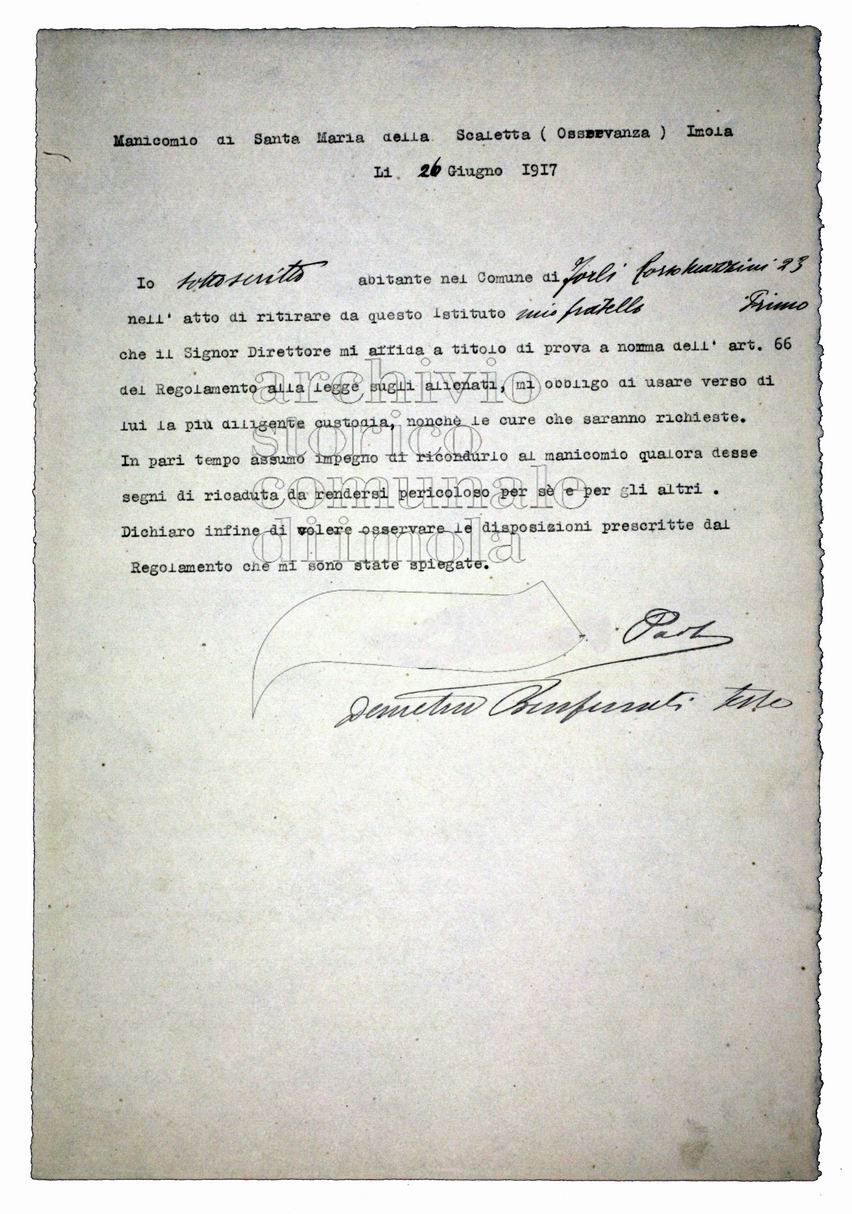 Manicomio di Santa Maria della Scaletta ( Osservanza ) Imola
Li 26 Giugno 1917
Io sottoscritto abitante nel Comune di Forlì Corso Mazzini 23
nell' atto di ritirare da questo Istituto mio fratello Primo
che il Signor Direttore mi affida a titolo di prova a norma dell' art. 66
del Regolamento alla legge sugli alienati, mi obbligo di usare verso di
lui la più diligente custodia, nonchè le cure che saranno richieste.
In pari tempo assumo impegno di ricondurlo al manicomio qualora desse
segni di ricaduta da rendersi pericoloso per sè e per gli altri .
Dichiaro infine di volere osservare le disposizioni prescritte dal
Regolamento che mi sono state spiegate.
archivio
storico
comunale
di imola
Teste